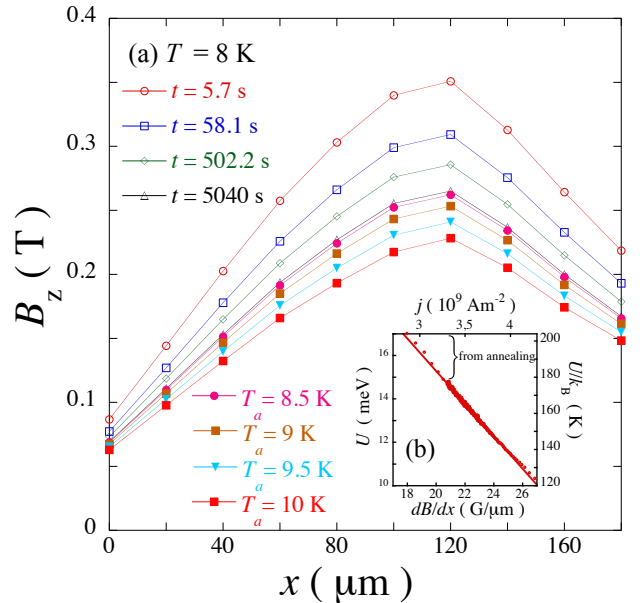 (a) T = 8 K
t = 5.7 s
t = 58.1 s
t = 502.2 s
t = 5040 s
0.4
0.3
0.2
0.1
0
B_z ( T )
j (10^9 Am^-2)
3 3.5 4
from annealing
16
14
12
10
U ( meV )
200
180
160
140
120
U/k_B (K)
(b)
18 20 22 24 26
dB/dx ( G/μm )
T_a = 8.5 K
T_a = 9 K
T_a = 9.5 K
T_a = 10 K
0 40 80 120 160
x ( μm )